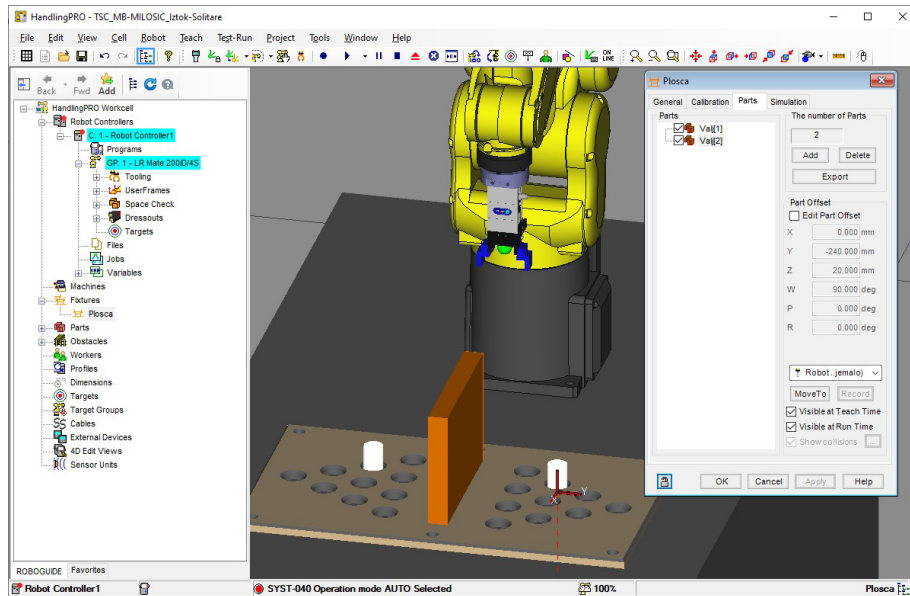 HandlingPRO - TSC_MB-MILOSIC_Iztok-Solitare
File Edit View Cell Robot Teach Test-Run Project Tools Window Help
ON
LINE
Back Fwd Add
HandlingPRO Workcell
Robot Controllers
C: 1 - Robot Controller1
Programs
GP: 1 - LR Mate 200iD/4S
Tooling
UserFrames
Space Check
Dressouts
Targets
Files
Jobs
Variables
Machines
Fixtures
Plosca
Parts
Obstacles
Workers
Profiles
Dimensions
Targets
Target Groups
Cables
External Devices
4D Edit Views
Sensor Units
ROBOGUIDE Favorites
X Y
Plosca
General Calibration Parts Simulation
Parts
Valj[1]
Valj[2]
The number of Parts
2
Add Delete
Export
Part Offset
Edit Part Offset
X 0.000 mm
Y -240.000 mm
Z 20.000 mm
W 90.000 deg
P 0.000 deg
R 0.000 deg
Robot..jemalo)
MoveTo Record
Visible at Teach Time
Visible at Run Time
Show collisions ...
OK Cancel Apply Help
Robot Controller1 SYST-040 Operation mode AUTO Selected 100% Plosca